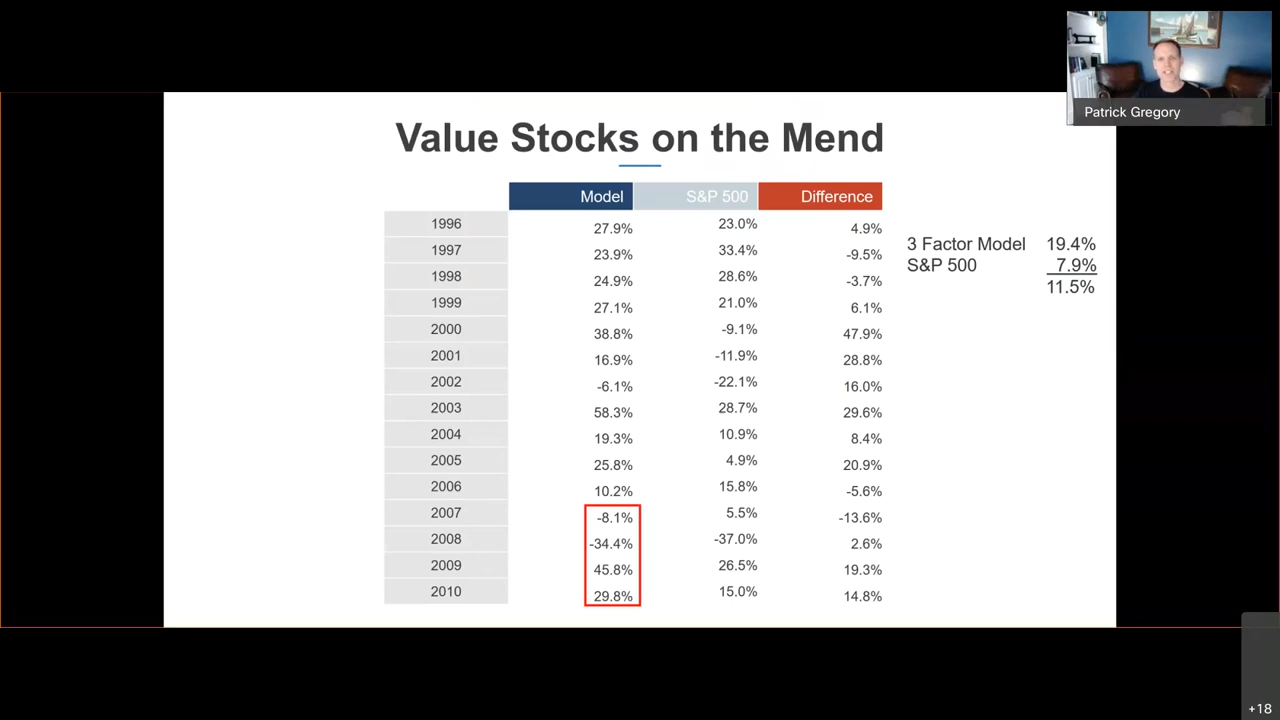 Patrick Gregory
Value Stocks on the Mend
Model S&P 500 Difference
1996 27.9% 23.0% 4.9%
1997 23.9% 33.4% -9.5%
1998 24.9% 28.6% -3.7%
1999 27.1% 21.0% 6.1%
2000 38.8% -9.1% 47.9%
2001 16.9% -11.9% 28.8%
2002 -6.1% -22.1% 16.0%
2003 58.3% 28.7% 29.6%
2004 19.3% 10.9% 8.4%
2005 25.8% 4.9% 20.9%
2006 10.2% 15.8% -5.6%
2007 -8.1% 5.5% -13.6%
2008 -34.4% -37.0% 2.6%
2009 45.8% 26.5% 19.3%
2010 29.8% 15.0% 14.8%
3 Factor Model 19.4%
S&P 500 7.9%
11.5%
+18